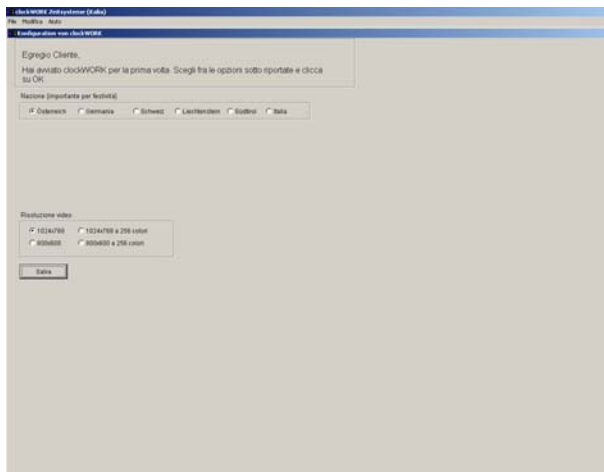 clockWORK Zeitsysteme (Italia)
File Modifica Aiuto
Konfiguration von clockWORK
Egregio Cliente,
Hai avviato clockWORK per la prima volta. Scegli fra le opzioni sotto riportate e clicca
su OK
Nazione (importante per festività)
Österreich Germania Schweiz Liechtenstein Südtirol Italia
Risoluzione video
1024x768 1024x768 a 256 colori
800x600 800x600 a 256 colori
Salva